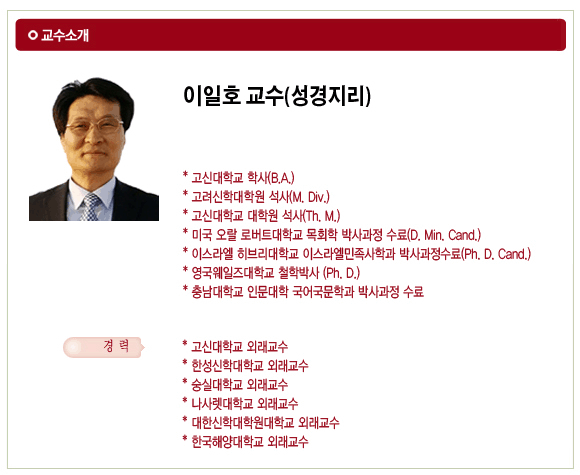 교수소개
이일호 교수(성경지리)
* 고신대학교 학사(B.A.)
* 고려신학대학원 석사(M. Div.)
* 고신대학교 대학원 석사(Th. M.)
* 미국 오랄 로버트대학교 목회학 박사과정 수료(D. Min. Cand.)
* 이스라엘 히브리대학교 이스라엘민족사학과 박사과정수료(Ph. D. Cand.)
* 영국웨일즈대학교 철학박사 (Ph. D.)
* 충남대학교 인문대학 국어국문학과 박사과정 수료
경 력
* 고신대학교 외래교수
* 한성신학대학교 외래교수
* 숭실대학교 외래교수
* 나사렛대학교 외래교수
* 대한신학대학원대학교 외래교수
* 한국해양대학교 외래교수